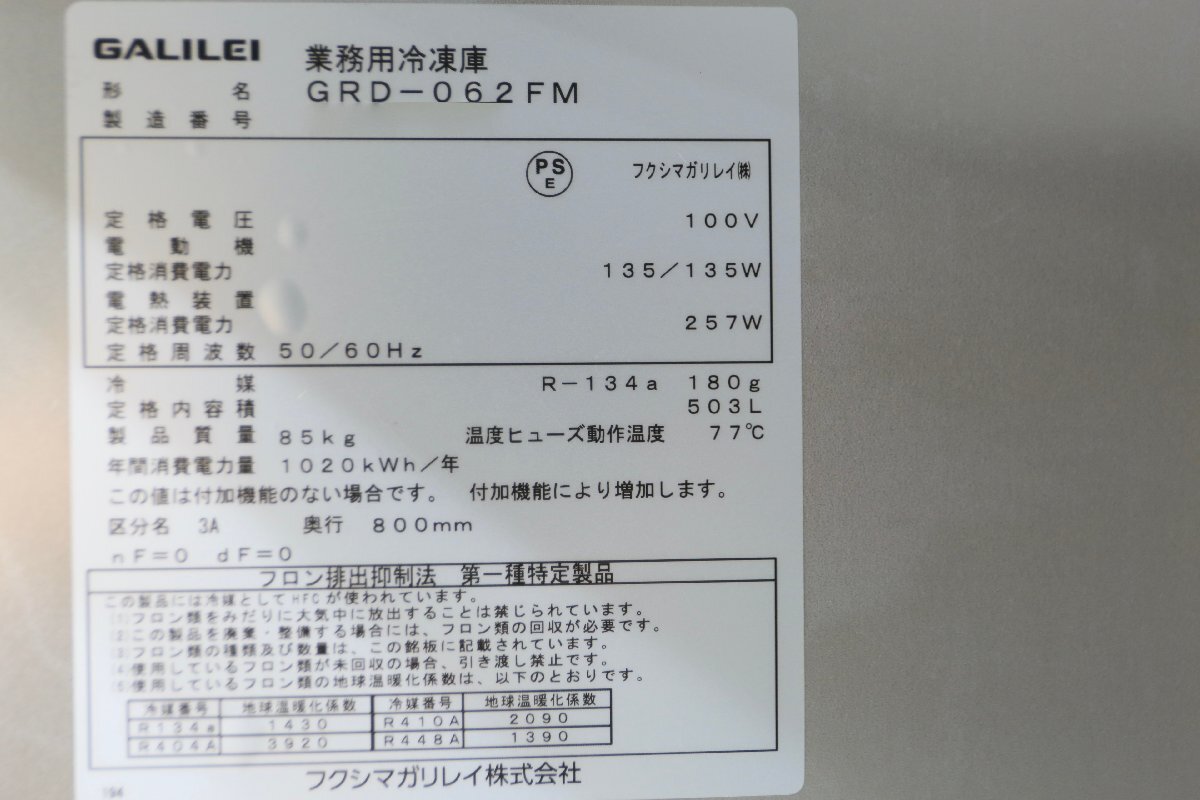 GALILEI 業務用冷凍庫
形名 GRD-062FM
製造番号
PS E フクシマガリレイ㈱
定格電圧 100V
電動機
定格消費電力 135/135W
電熱装置
定格消費電力 257W
定格周波数 50/60Hz
冷媒 R-134a 180g
定格内容積 503L
製品質量 85kg 温度ヒューズ動作温度 77℃
年間消費電力量 1020kWh/年
この値は付加機能のない場合です。 付加機能により増加します。
区分名 3A 奥行 800mm
nF=0 dF=0
フロン排出抑制法 第一種特定製品
この製品には冷媒としてHFCが使われています。
(1)フロン類をみだりに大気中に放出することは禁じられています。
(2)この製品を廃棄・整備する場合には、フロン類の回収が必要です。
(3)フロン類の種類及び数量は、この銘板に記載されています。
(4)使用しているフロン類が未回収の場合、引き渡し禁止です。
(5)使用しているフロン類の地球温暖化係数は、以下のとおりです。
冷媒番号 地球温暖化係数 冷媒番号 地球温暖化係数
R134a 1430 R410A 2090
R404A 3920 R448A 1390
フクシマガリレイ株式会社
194